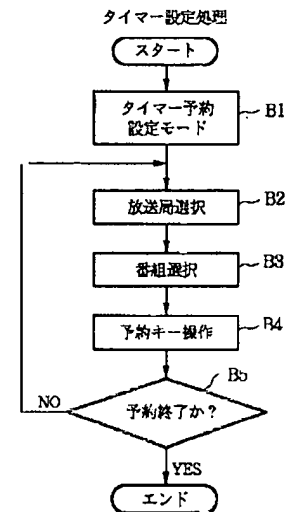 タイマー設定処理
スタート
タイマー予約
設定モード
B1
放送局選択
B2
番組選択
B3
予約キー操作
B4
B5
予約終了か?
NO
YES
エンド